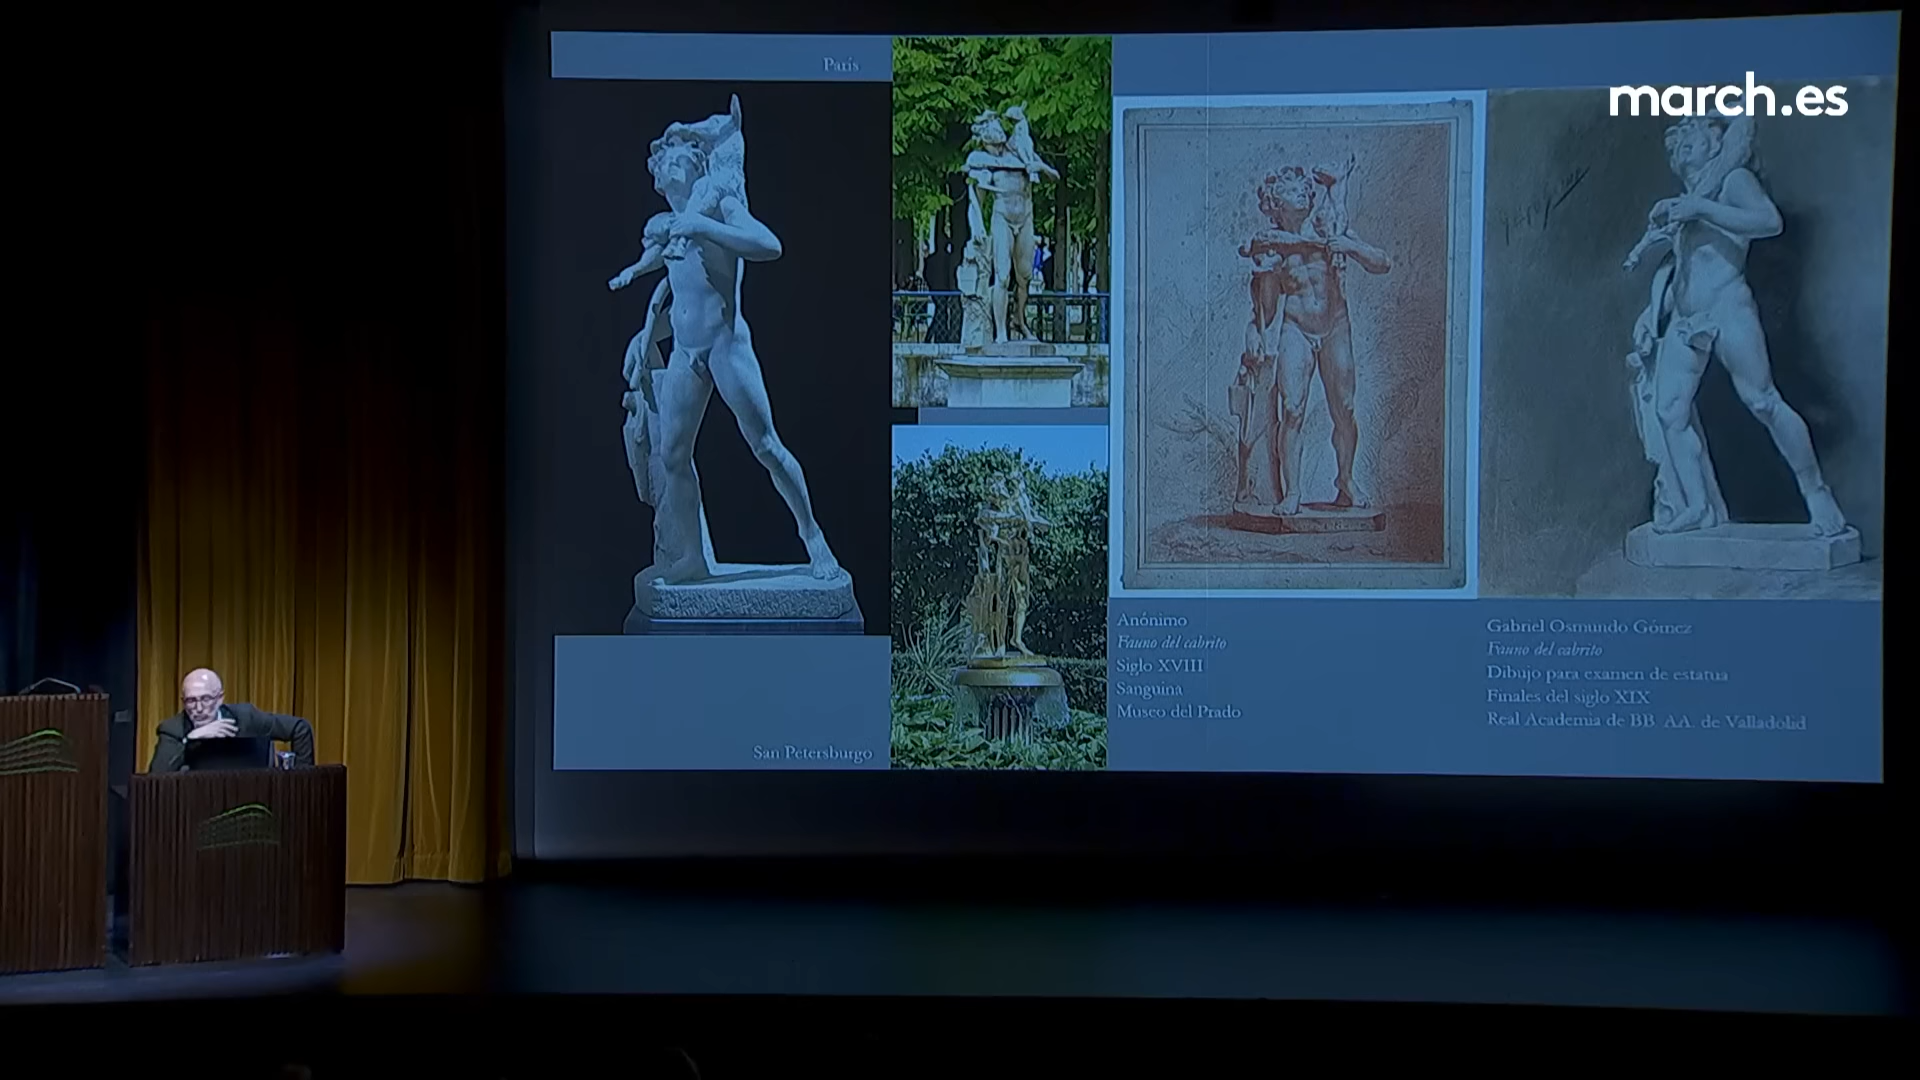 París
march.es
Anónimo
Fauno del cabrito
Siglo XVIII
Sanguina
Museo del Prado
Gabriel Osmundo Gómez
Fauno del cabrito
Dibujo para examen de estatua
Finales del siglo XIX
Real Academia de BB. AA. de Valladolid
San Petersburgo